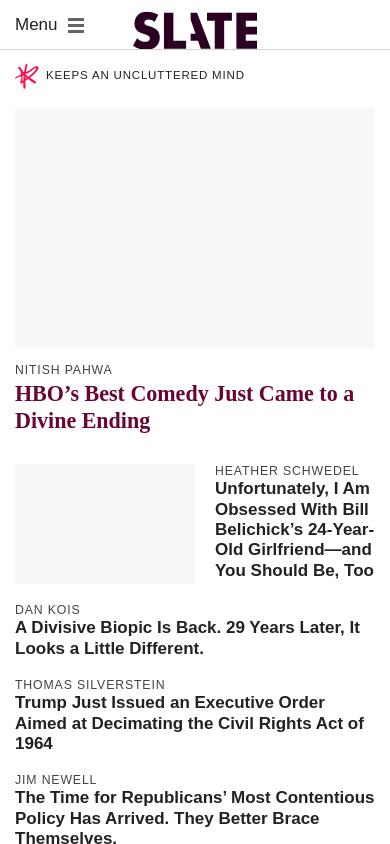 Menu
SLATE
KEEPS AN UNCLUTTERED MIND
NITISH PAHWA
HBO’s Best Comedy Just Came to a
Divine Ending
HEATHER SCHWEDEL
Unfortunately, I Am
Obsessed With Bill
Belichick’s 24-Year-
Old Girlfriend—and
You Should Be, Too
DAN KOIS
A Divisive Biopic Is Back. 29 Years Later, It
Looks a Little Different.
THOMAS SILVERSTEIN
Trump Just Issued an Executive Order
Aimed at Decimating the Civil Rights Act of
1964
JIM NEWELL
The Time for Republicans’ Most Contentious
Policy Has Arrived. They Better Brace
Themselves.